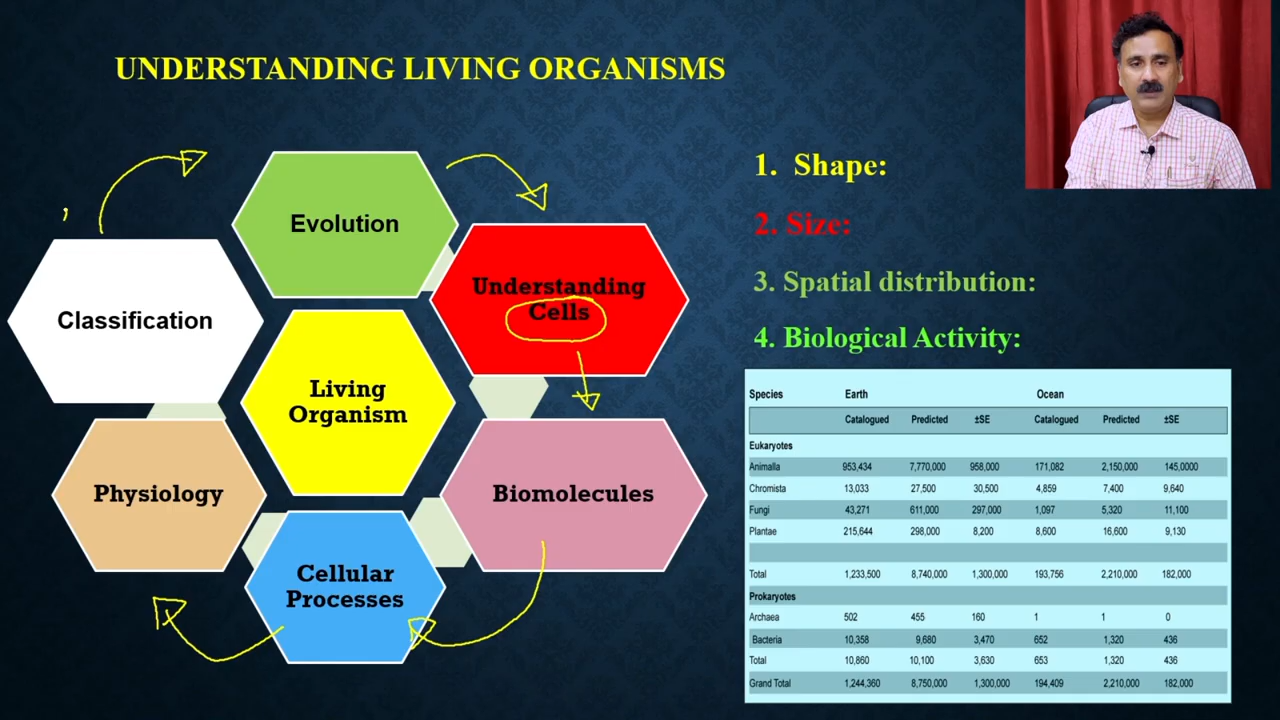 UNDERSTANDING LIVING ORGANISMS
Evolution
Understanding
Cells
Classification
Living
Organism
Physiology
Biomolecules
Cellular
Processes
1. Shape:
2. Size:
3. Spatial distribution:
4. Biological Activity:
Species Earth Ocean
Catalogued Predicted ±SE Catalogued Predicted ±SE
Eukaryotes
Animalla 953,434 7,770,000 958,000 171,082 2,150,000 145,0000
Chromista 13,033 27,500 30,500 4,859 7,400 9,640
Fungi 43,271 611,000 297,000 1,097 5,320 11,100
Plantae 215,644 298,000 8,200 8,600 16,600 9,130
Total 1,233,500 8,740,000 1,300,000 193,756 2,210,000 182,000
Prokaryotes
Archaea 502 455 160 1 1 0
Bacteria 10,358 9,680 3,470 652 1,320 436
Total 10,860 10,100 3,630 653 1,320 436
Grand Total 1,244,360 8,750,000 1,300,000 194,409 2,210,000 182,000